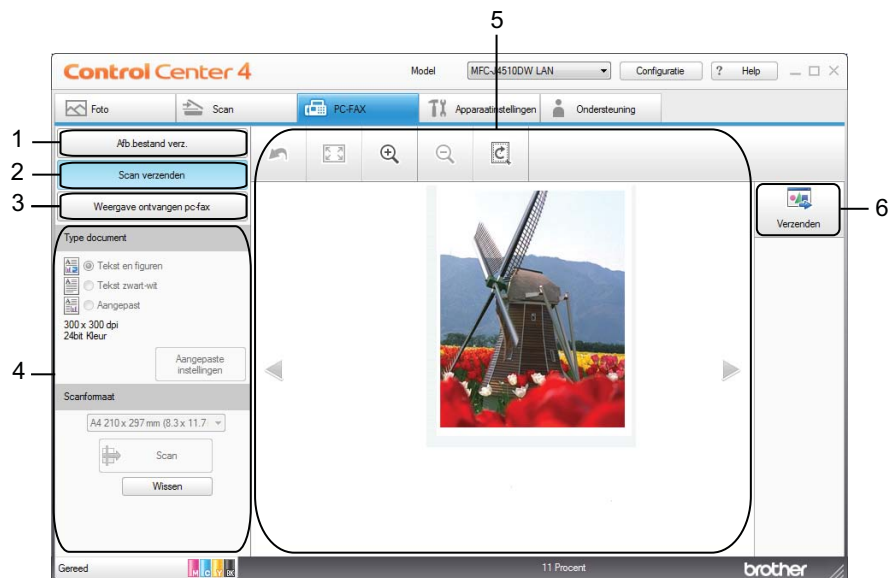 5
Control Center 4
Model
MFC-J4510DW LAN
Configuratie
? Help
Foto
Scan
PC-FAX
Apparaatinstellingen
Ondersteuning
1
Afb.bestand verz.
2
Scan verzenden
3
Weergave ontvangen pc-fax
6
Verzenden
Type document
Tekst en figuren
Tekst zwart-wit
Aangepast
300 x 300 dpi
24bit Kleur
4
Aangepaste
instellingen
Scanformaat
A4 210 x 297 mm (8.3 x 11.7
Scan
Wissen
Gereed
M C Y BK
11 Procent
brother